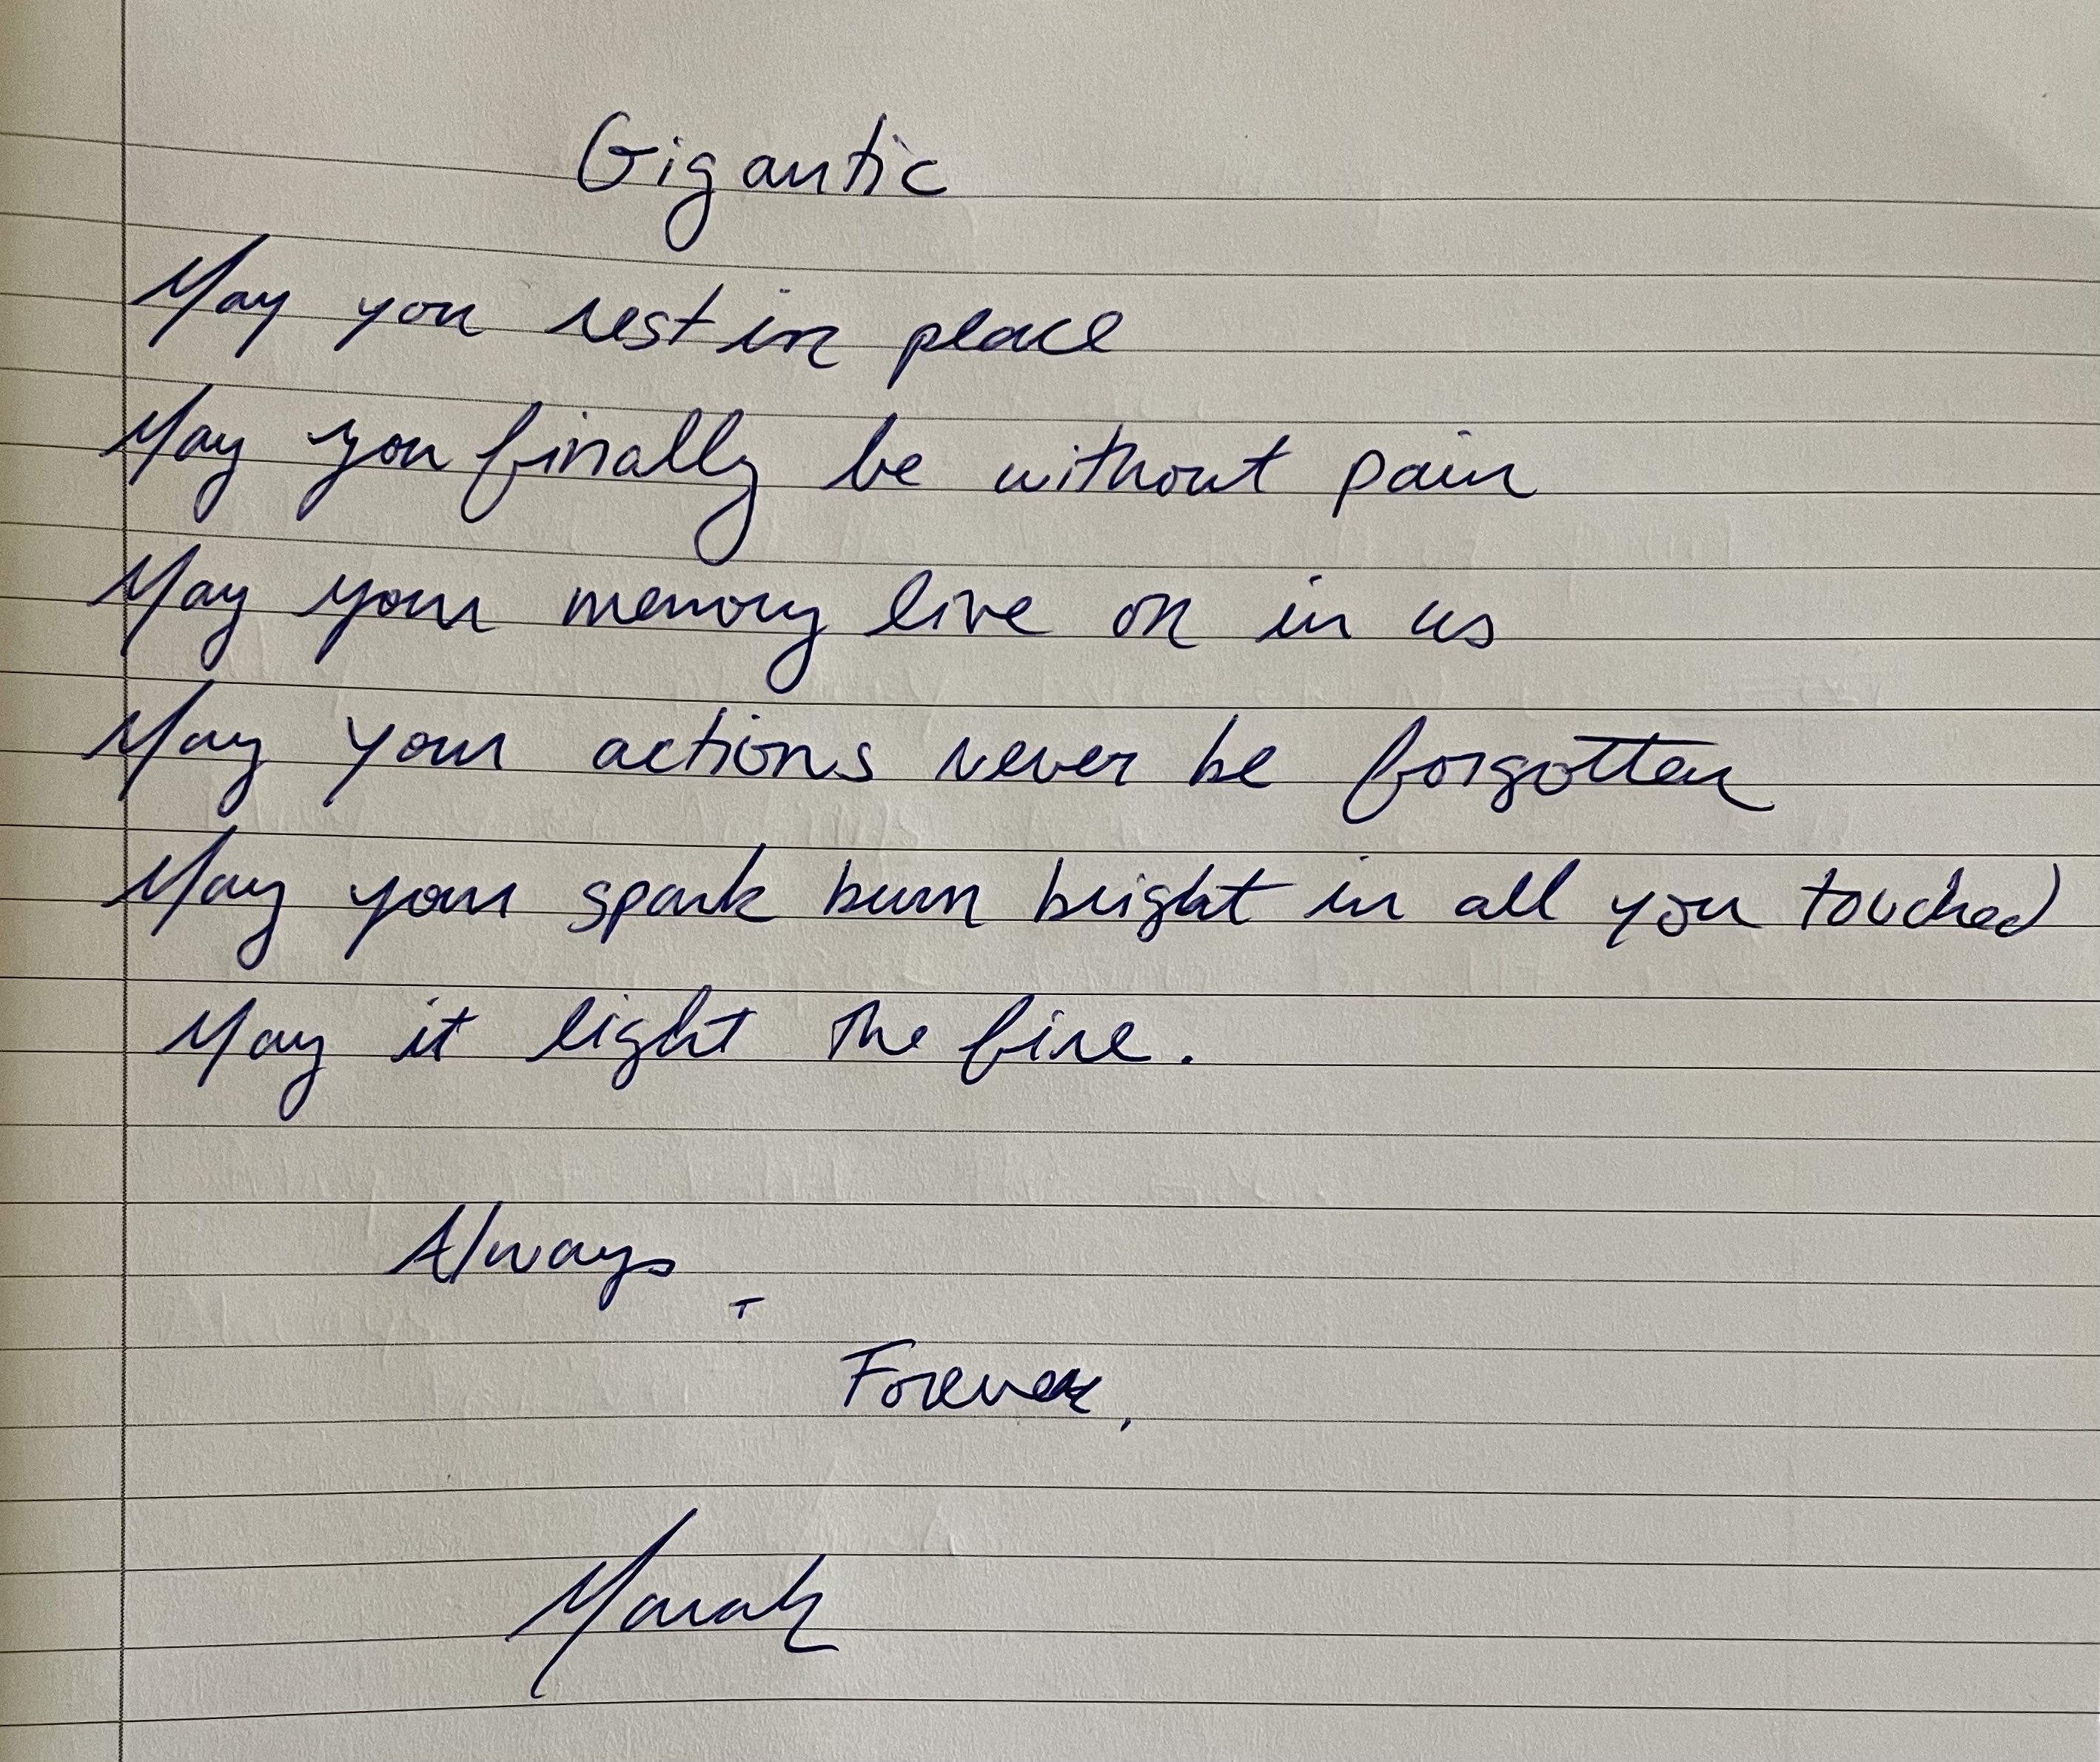 Gigantic
May you rest in peace
May you finally be without pain
May your memory live on in us
May your actions never be forgotten
May your spark burn bright in all you touched
May it light the fire.
Always,
Forever,